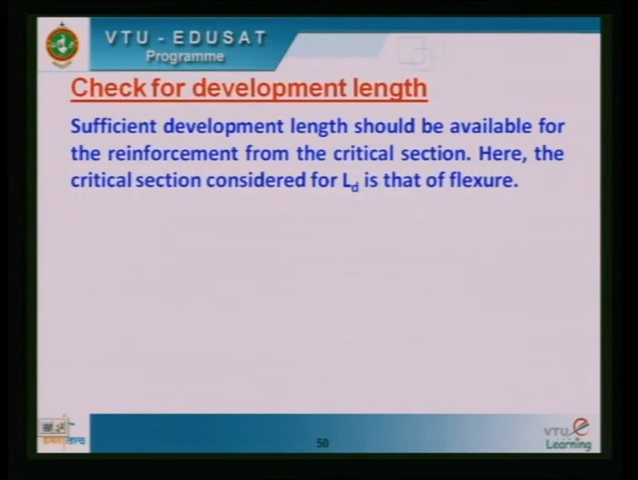 VTU - EDUSAT
Programme
Check for development length
Sufficient development length should be available for
the reinforcement from the critical section. Here, the
critical section considered for Ld is that of flexure.
50
VTU
Learning